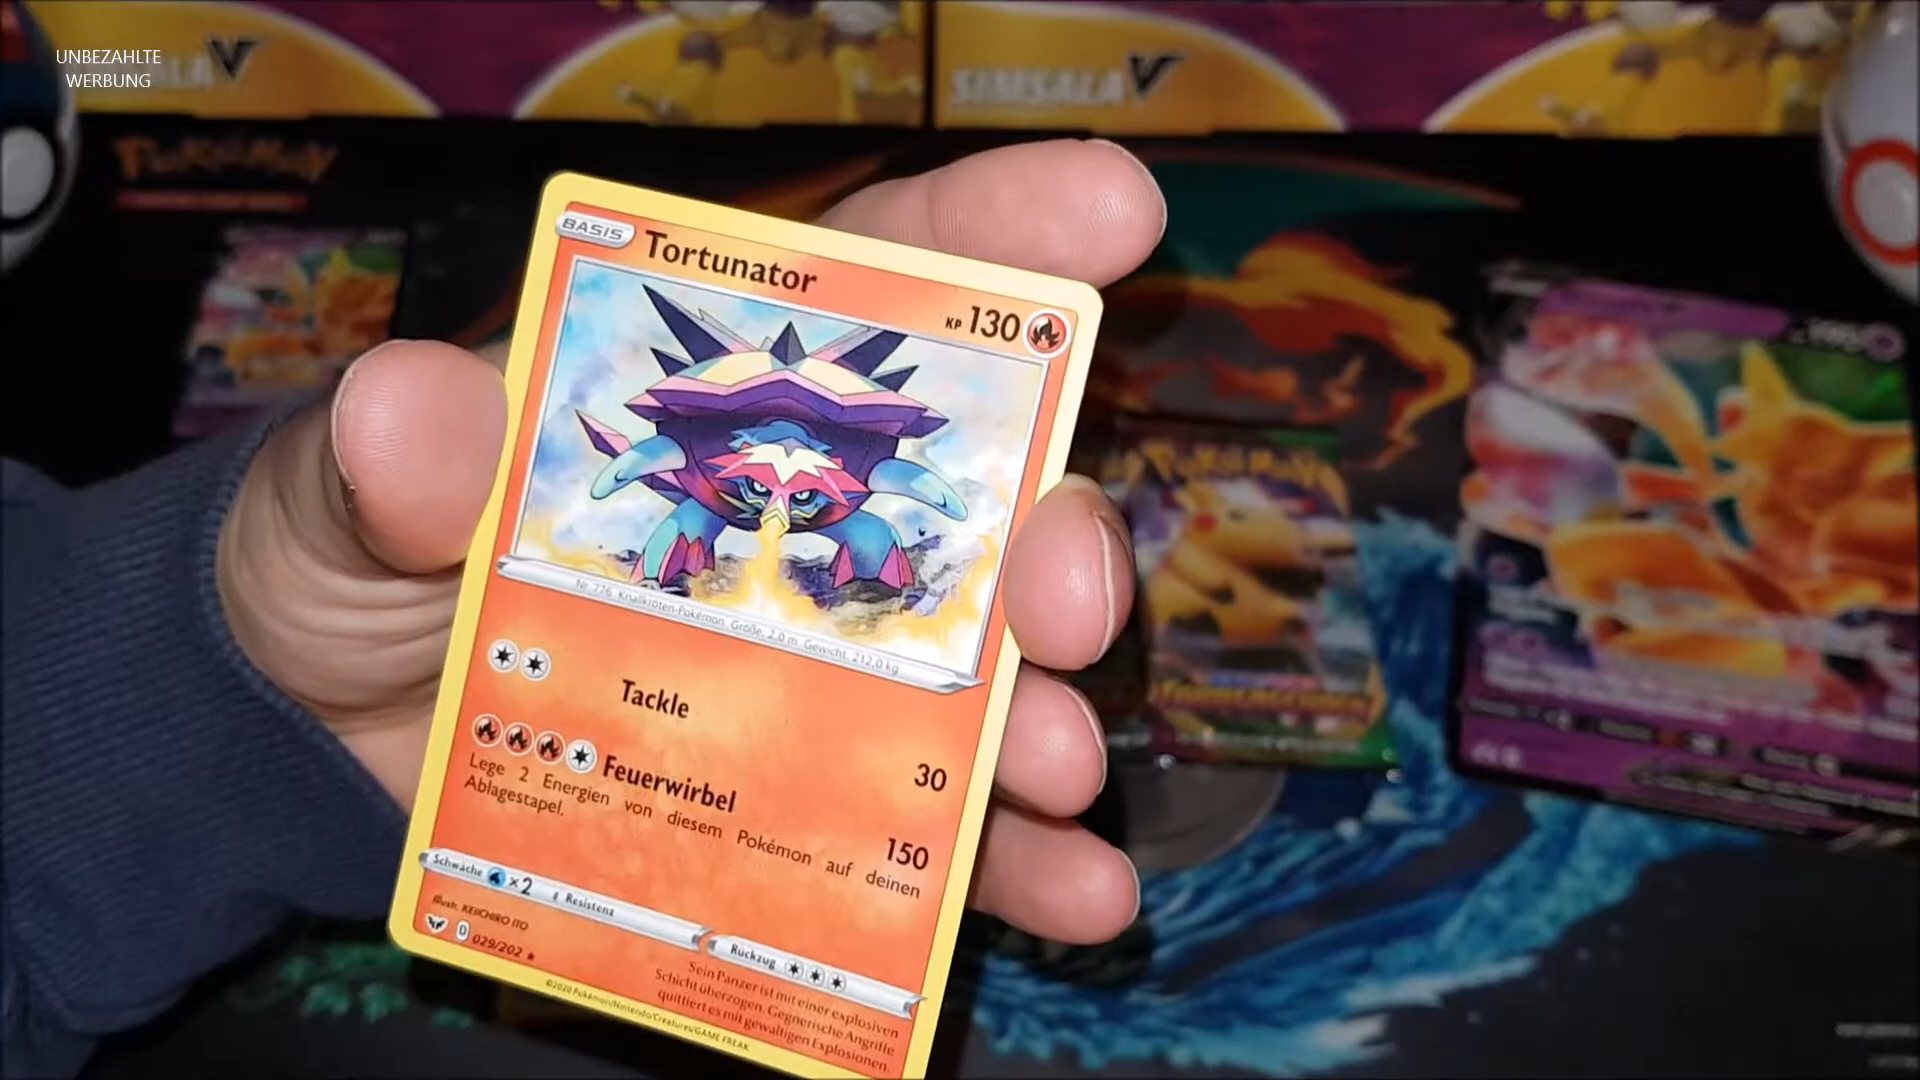 UNBEZAHLTE
WERBUNG
SIMSALA V
Pokémon
BASIS
Tortunator
KP 130
Nr. 776 Knallkröten-Pokémon Größe: 2,0 m Gewicht: 212,0 kg
Tackle
30
Feuerwirbel
150
Lege 2 Energien von diesem Pokémon auf deinen
Ablagestapel.
Schwäche ×2
Resistenz
Rückzug
Illus. KEIICHIRO ITO
D 029/202
Sein Panzer ist mit einer explosiven
Schicht überzogen. Gegnerische Angriffe
quittiert es mit gewaltigen Explosionen.
©2020 Pokémon/Nintendo/Creatures/GAME FREAK
Pokémon